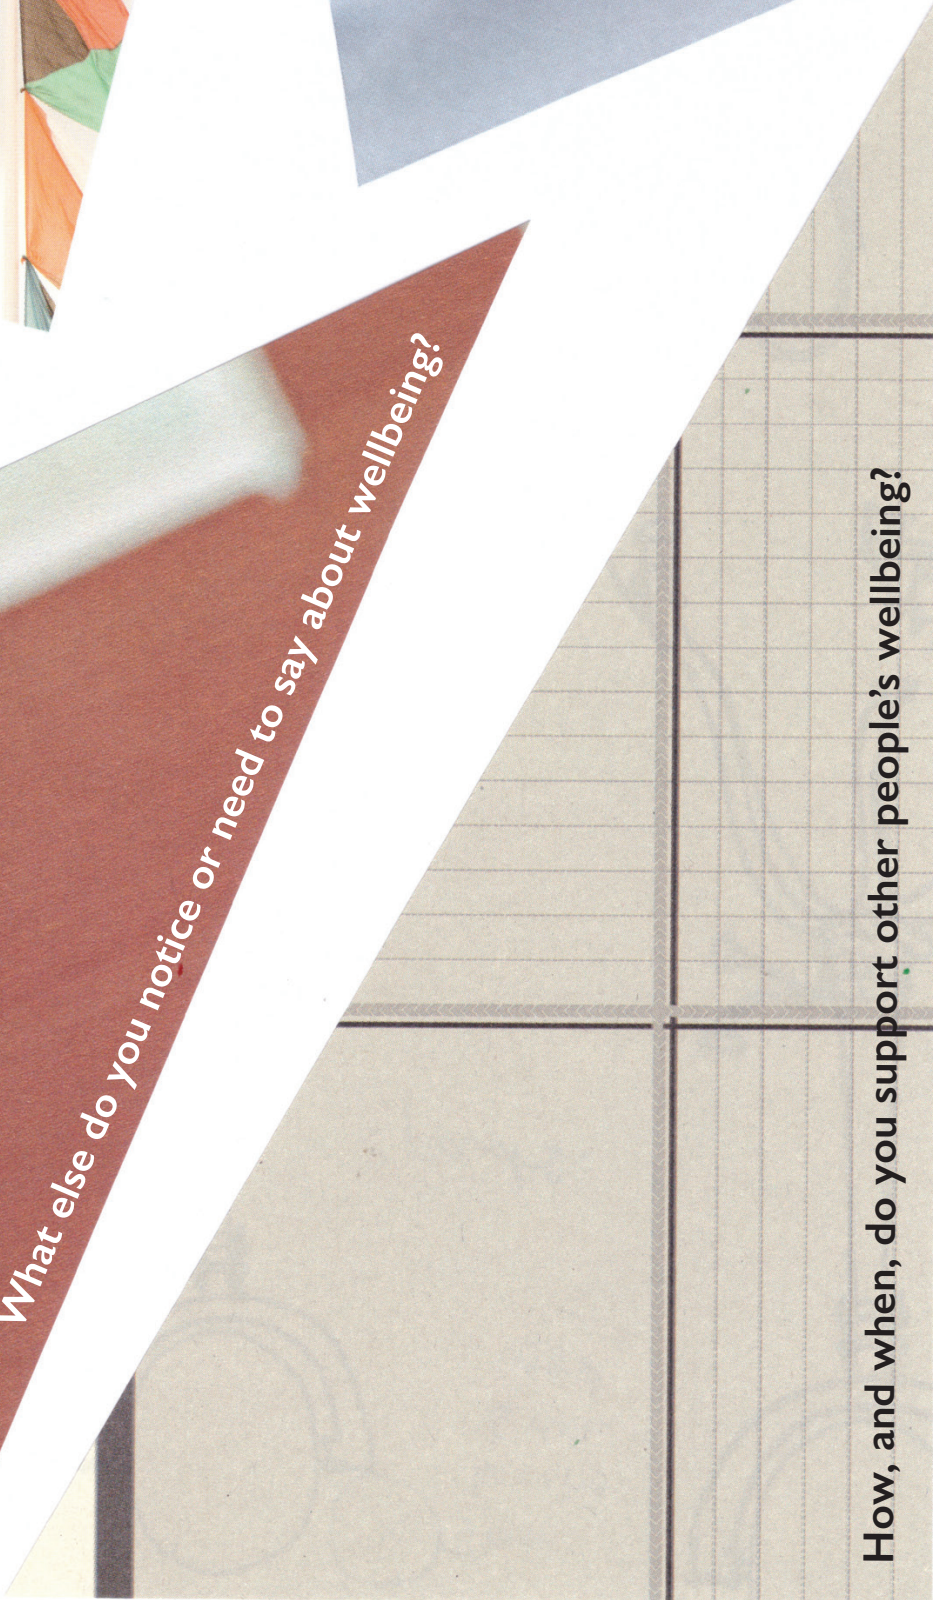 What else do you notice or need to say about wellbeing?
How, and when, do you support other people’s wellbeing?